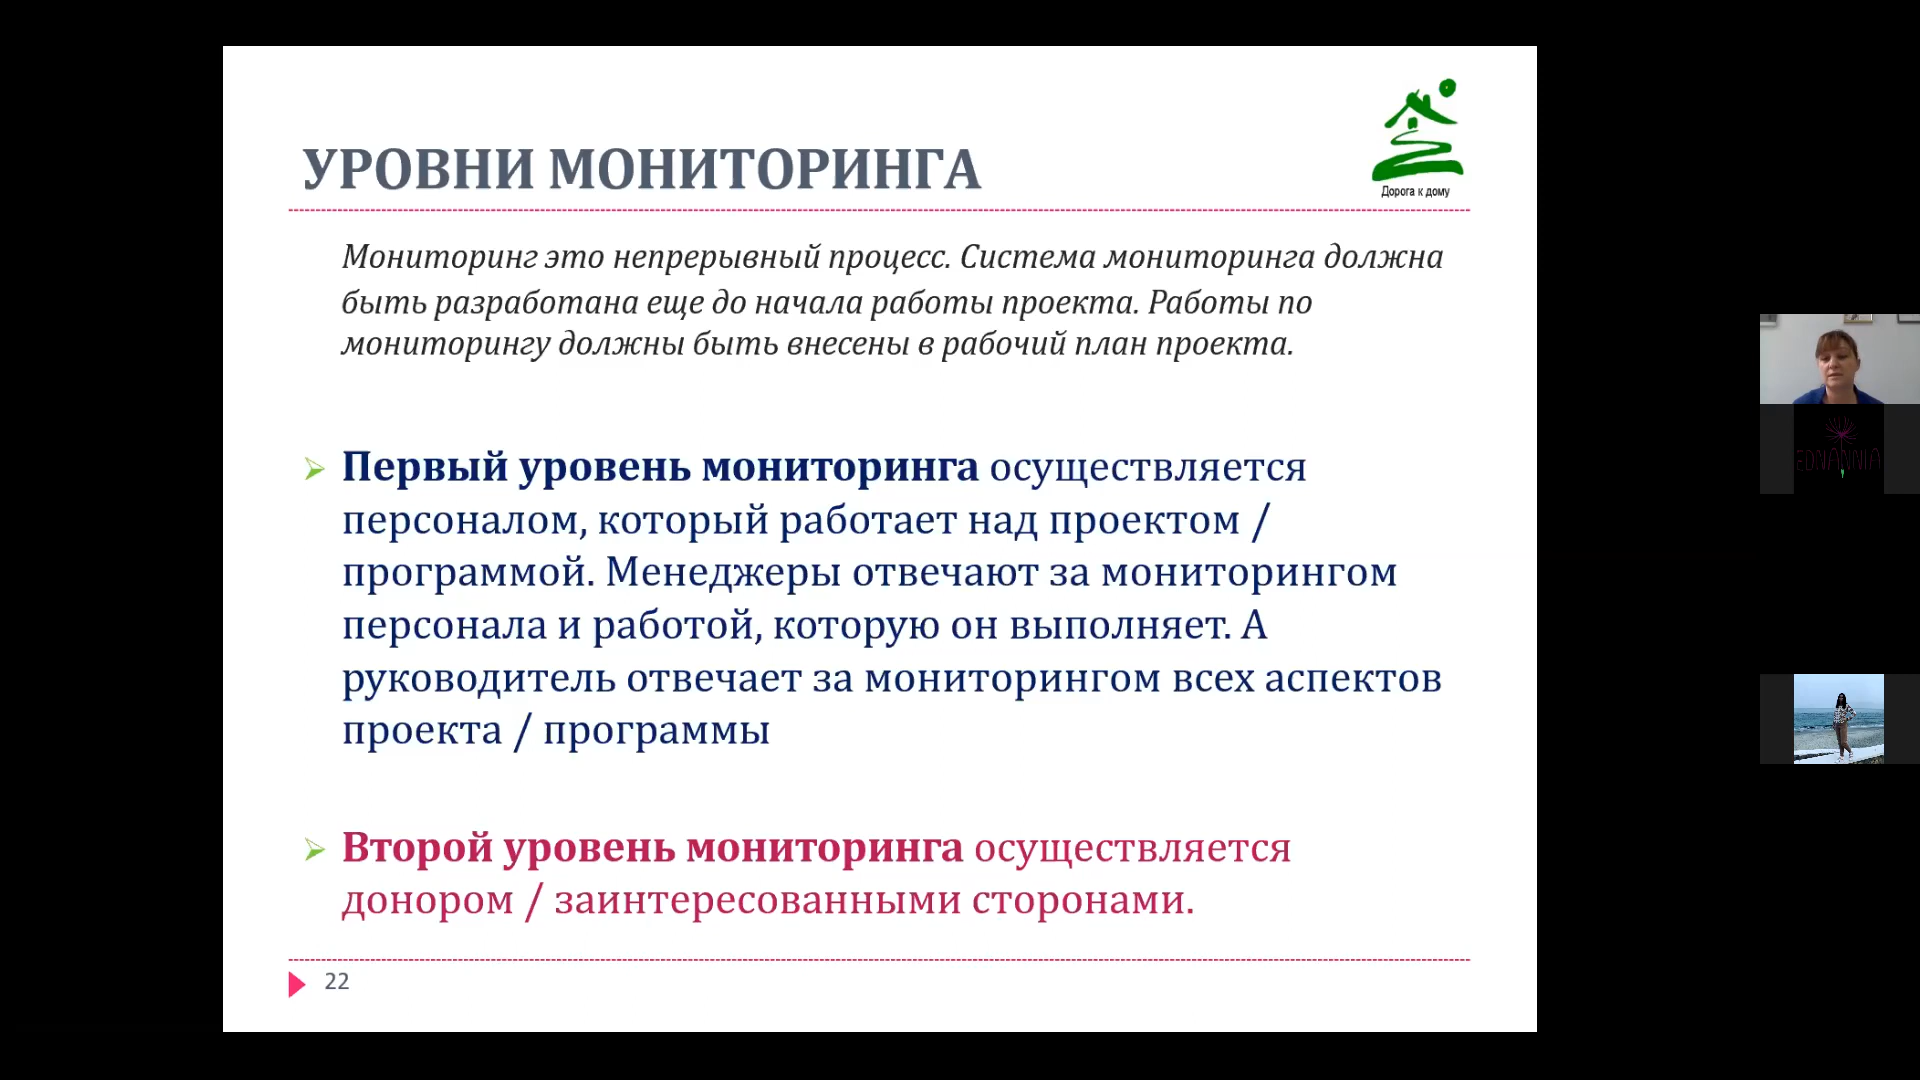 Дорога к дому
УРОВНИ МОНИТОРИНГА
Мониторинг это непрерывный процесс. Система мониторинга должна
быть разработана еще до начала работы проекта. Работы по
мониторингу должны быть внесены в рабочий план проекта.
Первый уровень мониторинга осуществляется
персоналом, который работает над проектом /
программой. Менеджеры отвечают за мониторингом
персонала и работой, которую он выполняет. А
руководитель отвечает за мониторингом всех аспектов
проекта / программы
Второй уровень мониторинга осуществляется
донором / заинтересованными сторонами.
22
EDNANNIA